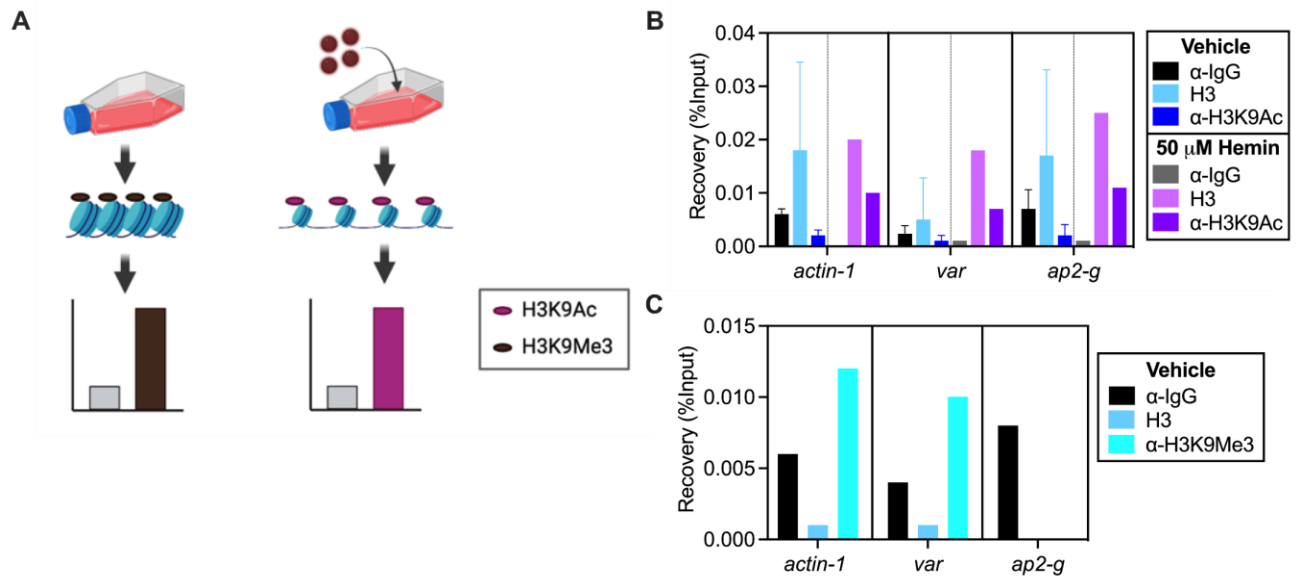 A
H3K9Ac
H3K9Me3
B
Recovery (%Input)
0.04
0.03
0.02
0.01
0.00
actin-1
var
ap2-g
Vehicle
α-IgG
H3
α-H3K9Ac
50 μM Hemin
α-IgG
H3
α-H3K9Ac
C
Recovery (%Input)
0.015
0.010
0.005
0.000
actin-1
var
ap2-g
Vehicle
α-IgG
H3
α-H3K9Me3